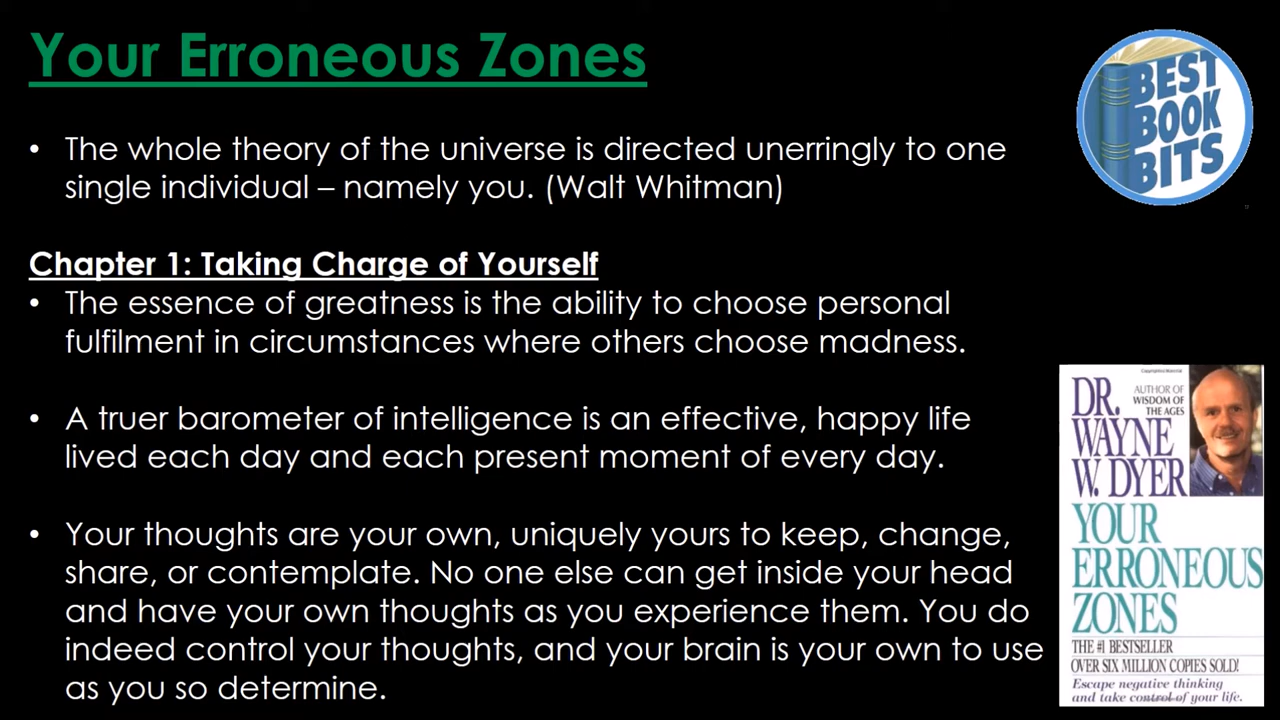 Your Erroneous Zones
• The whole theory of the universe is directed unerringly to one
single individual – namely you. (Walt Whitman)
Chapter 1: Taking Charge of Yourself
• The essence of greatness is the ability to choose personal
fulfilment in circumstances where others choose madness.
• A truer barometer of intelligence is an effective, happy life
lived each day and each present moment of every day.
• Your thoughts are your own, uniquely yours to keep, change,
share, or contemplate. No one else can get inside your head
and have your own thoughts as you experience them. You do
indeed control your thoughts, and your brain is your own to use
as you so determine.
BEST
BOOK
BITS
Copyrighted Material
DR.
WAYNE
W. DYER
AUTHOR OF
WISDOM OF
THE AGES
YOUR
ERRONEOUS
ZONES
THE #1 BESTSELLER
OVER SIX MILLION COPIES SOLD!
Escape negative thinking
and take control of your life.